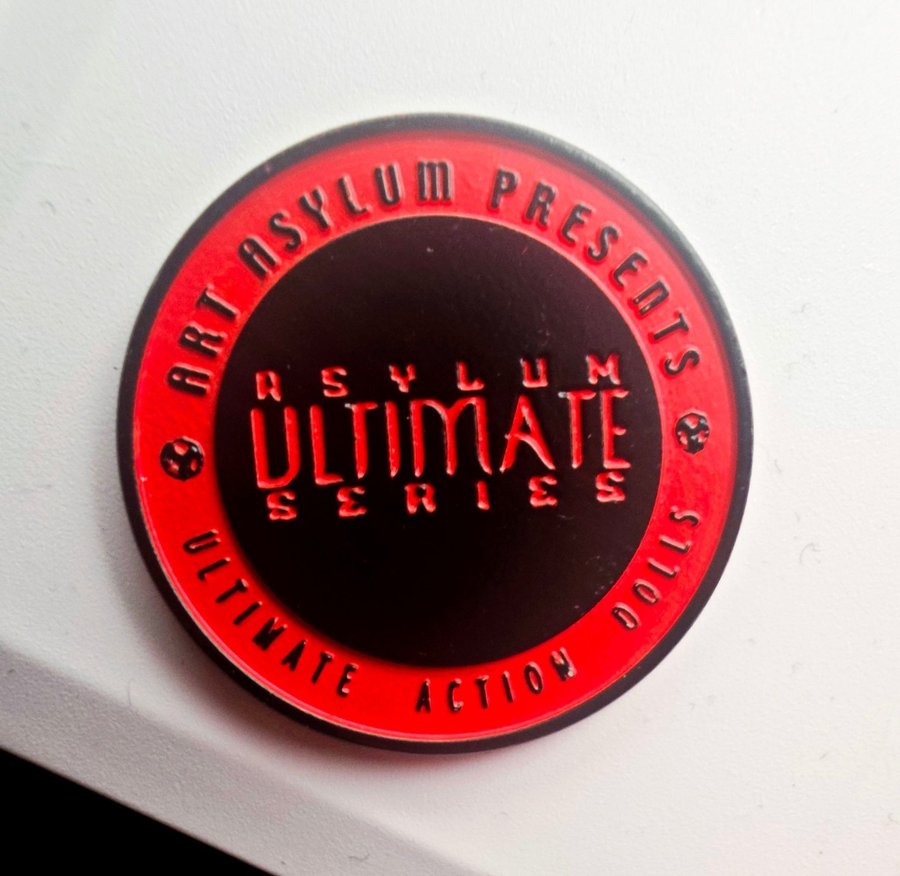 ART ASYLUM PRESENTS
ASYLUM
ULTIMATE
SERIES
ULTIMATE ACTION DOLLS